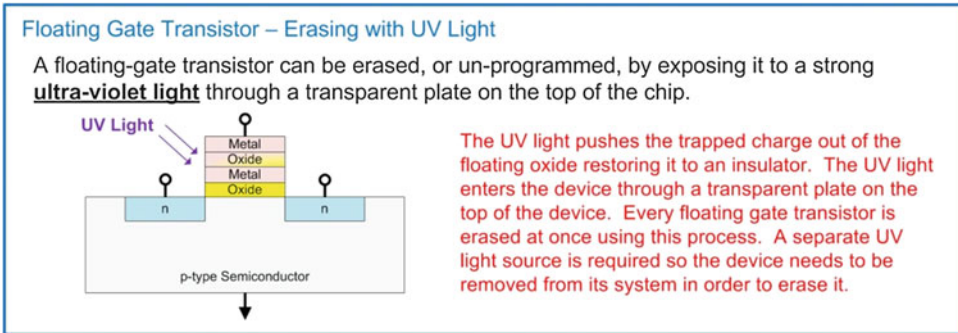 Floating Gate Transistor – Erasing with UV Light
A floating-gate transistor can be erased, or un-programmed, by exposing it to a strong
ultra-violet light through a transparent plate on the top of the chip.
UV Light
Metal
Oxide
Metal
Oxide
n
n
p-type Semiconductor
The UV light pushes the trapped charge out of the
floating oxide restoring it to an insulator. The UV light
enters the device through a transparent plate on the
top of the device. Every floating gate transistor is
erased at once using this process. A separate UV
light source is required so the device needs to be
removed from its system in order to erase it.